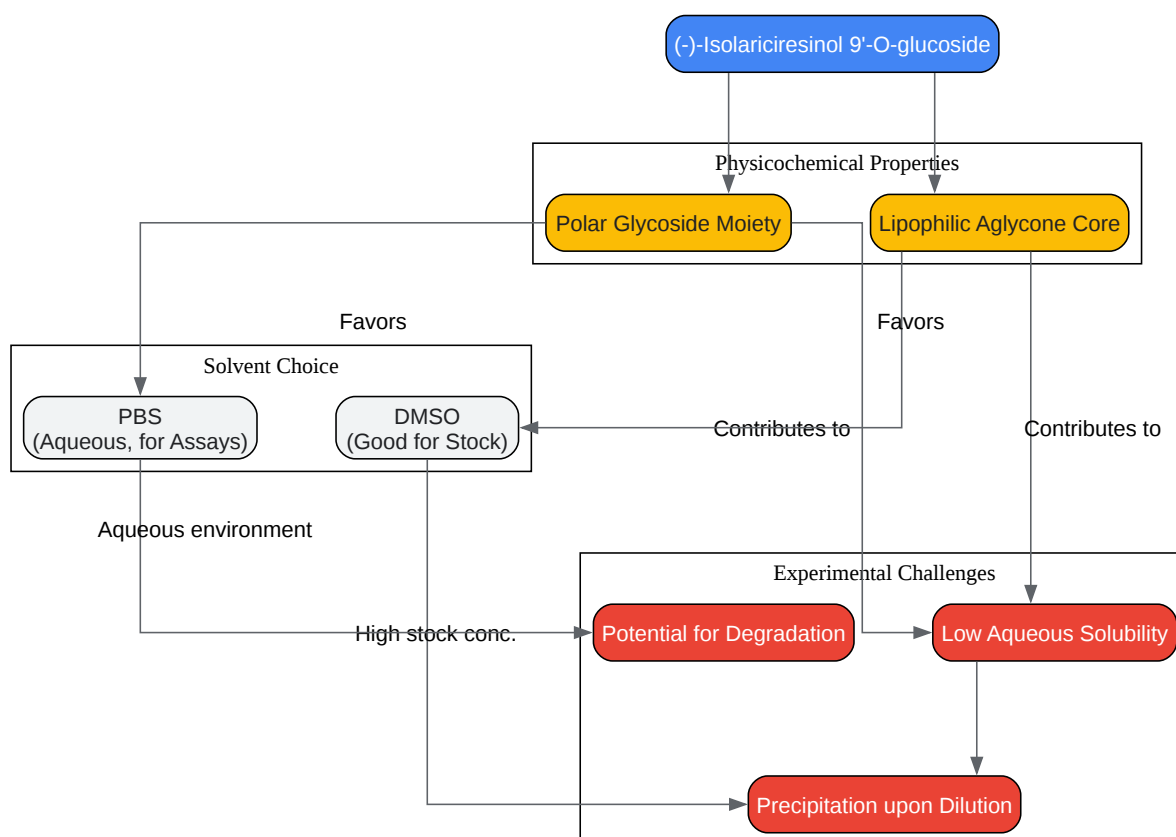 (-)-Isolariciresinol 9'-O-glucoside
Physicochemical Properties
Polar Glycoside Moiety
Lipophilic Aglycone Core
Favors
Favors
Solvent Choice
PBS
(Aqueous, for Assays)
DMSO
(Good for Stock)
Contributes to
Contributes to
Aqueous environment
Experimental Challenges
High stock conc.
Potential for Degradation
Low Aqueous Solubility
Precipitation upon Dilution